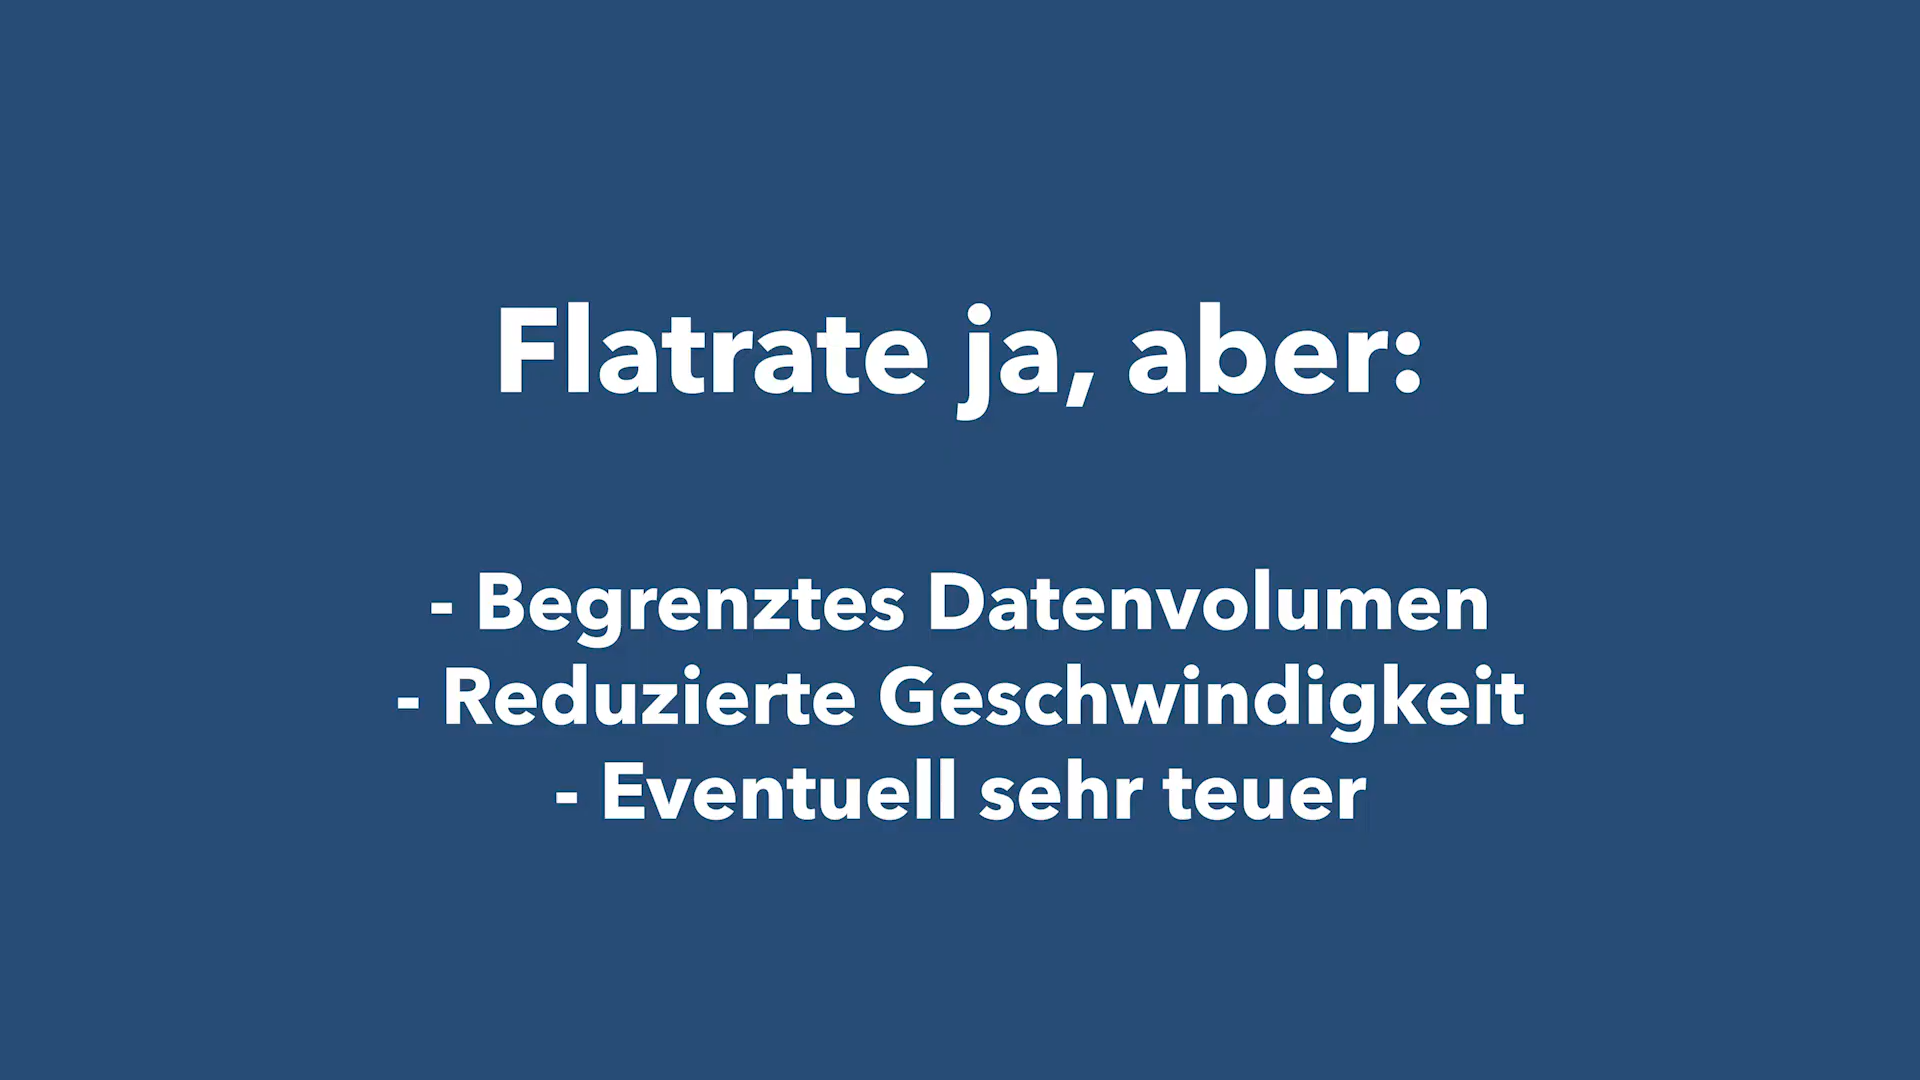 Flatrate ja, aber:
- Begrenztes Datenvolumen
- Reduzierte Geschwindigkeit
- Eventuell sehr teuer